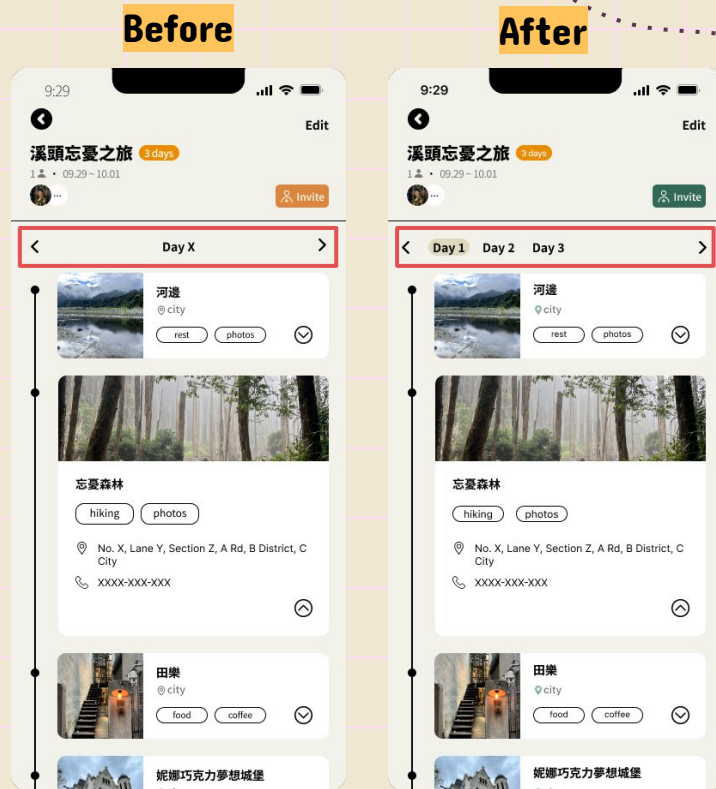 Before
9:29
Edit
溪頭忘憂之旅 3 days
1 • 09.29 ~ 10.01
... Invite
Day X
河邊
city
rest photos
忘憂森林
hiking photos
No. X, Lane Y, Section Z, A Rd, B District, C
City
XXXX-XXX-XXX
田樂
city
food coffee
妮娜巧克力夢想城堡
After
9:29
Edit
溪頭忘憂之旅 3 days
1 • 09.29 ~ 10.01
... Invite
Day 1 Day 2 Day 3
河邊
city
rest photos
忘憂森林
hiking photos
No. X, Lane Y, Section Z, A Rd, B District, C
City
XXXX-XXX-XXX
田樂
city
food coffee
妮娜巧克力夢想城堡